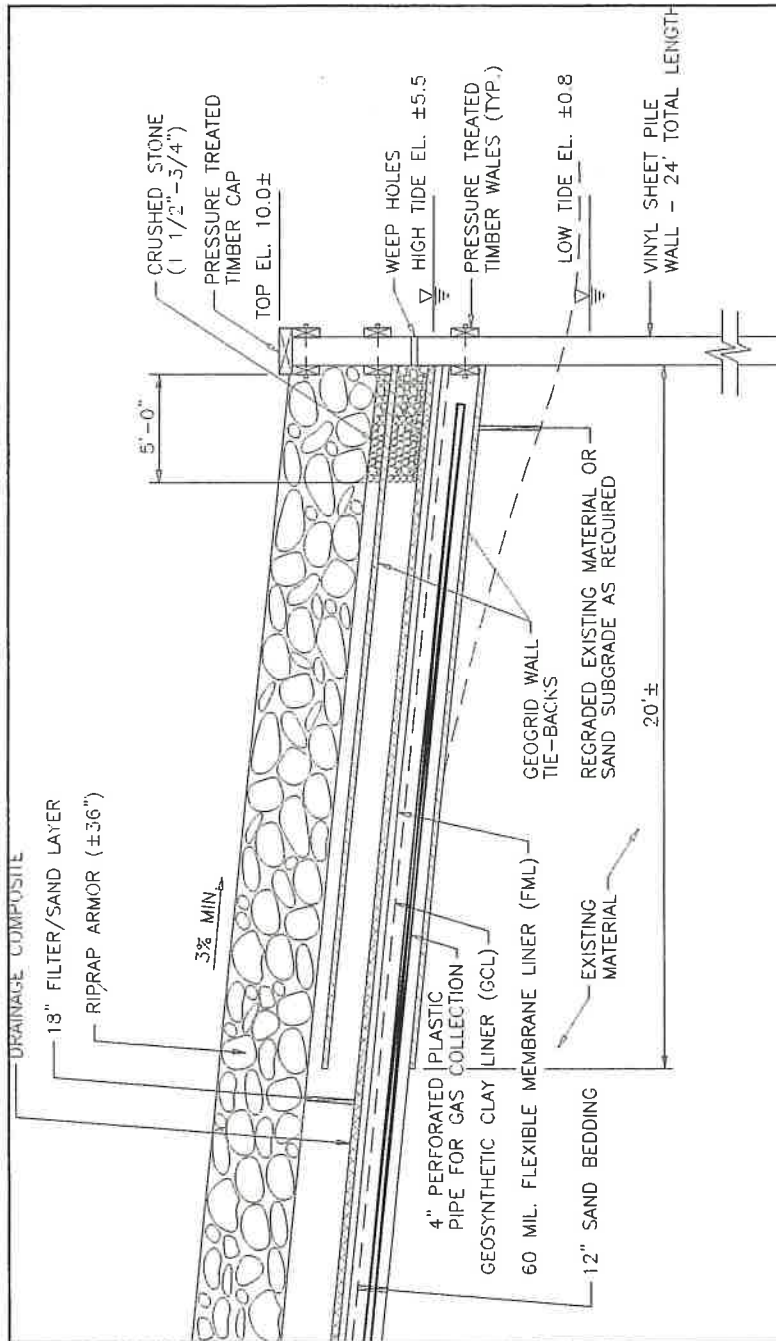 DRAINAGE COMPOSITE
18" FILTER/SAND LAYER
RIPRAP ARMOR (±36")
3% MIN
5'-0"
CRUSHED STONE
(1 1/2"-3/4")
PRESSURE TREATED
TIMBER CAP
TOP EL. 10.0±
WEEP HOLES
HIGH TIDE EL. ±5.5
PRESSURE TREATED
TIMBER WALES (TYP.)
LOW TIDE EL. ±0.8
VINYL SHEET PILE
WALL - 24' TOTAL LENGTH
4" PERFORATED PLASTIC
PIPE FOR GAS COLLECTION
GEOSYNTHETIC CLAY LINER (GCL)
60 MIL. FLEXIBLE MEMBRANE LINER (FML)
12" SAND BEDDING
GEOGRID WALL
TIE-BACKS
REGRADED EXISTING MATERIAL OR
SAND SUBGRADE AS REQUIRED
EXISTING
MATERIAL
20'±